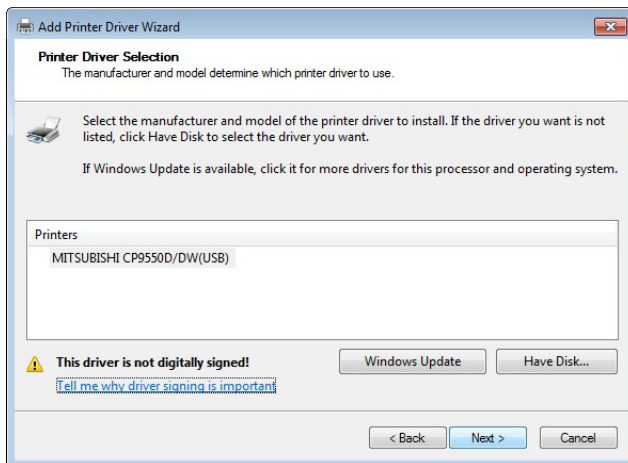 Add Printer Driver Wizard
Printer Driver Selection
The manufacturer and model determine which printer driver to use.
Select the manufacturer and model of the printer driver to install. If the driver you want is not
listed, click Have Disk to select the driver you want.
If Windows Update is available, click it for more drivers for this processor and operating system.
Printers
MITSUBISHI CP9550D/DW(USB)
This driver is not digitally signed!
Windows Update
Have Disk...
Tell me why driver signing is important
< Back
Next >
Cancel